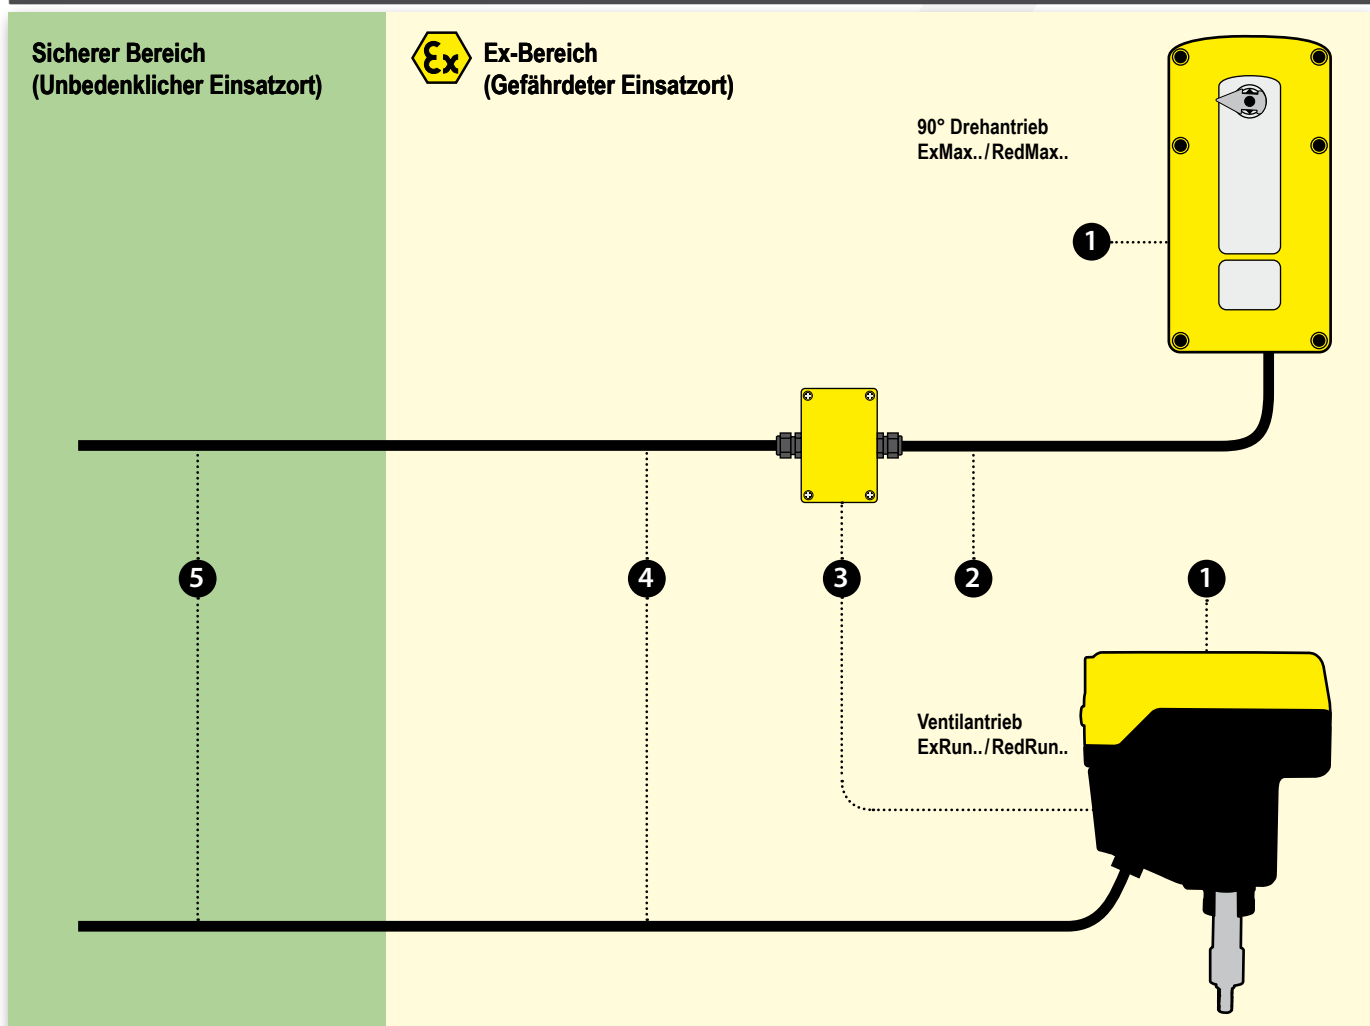 Sicherer Bereich
(Unbedenklicher Einsatzort)
Ex
Ex-Bereich
(Gefährdeter Einsatzort)
90° Drehantrieb
ExMax../RedMax..
1
5
4
3
2
1
Ventilantrieb
ExRun../RedRun..